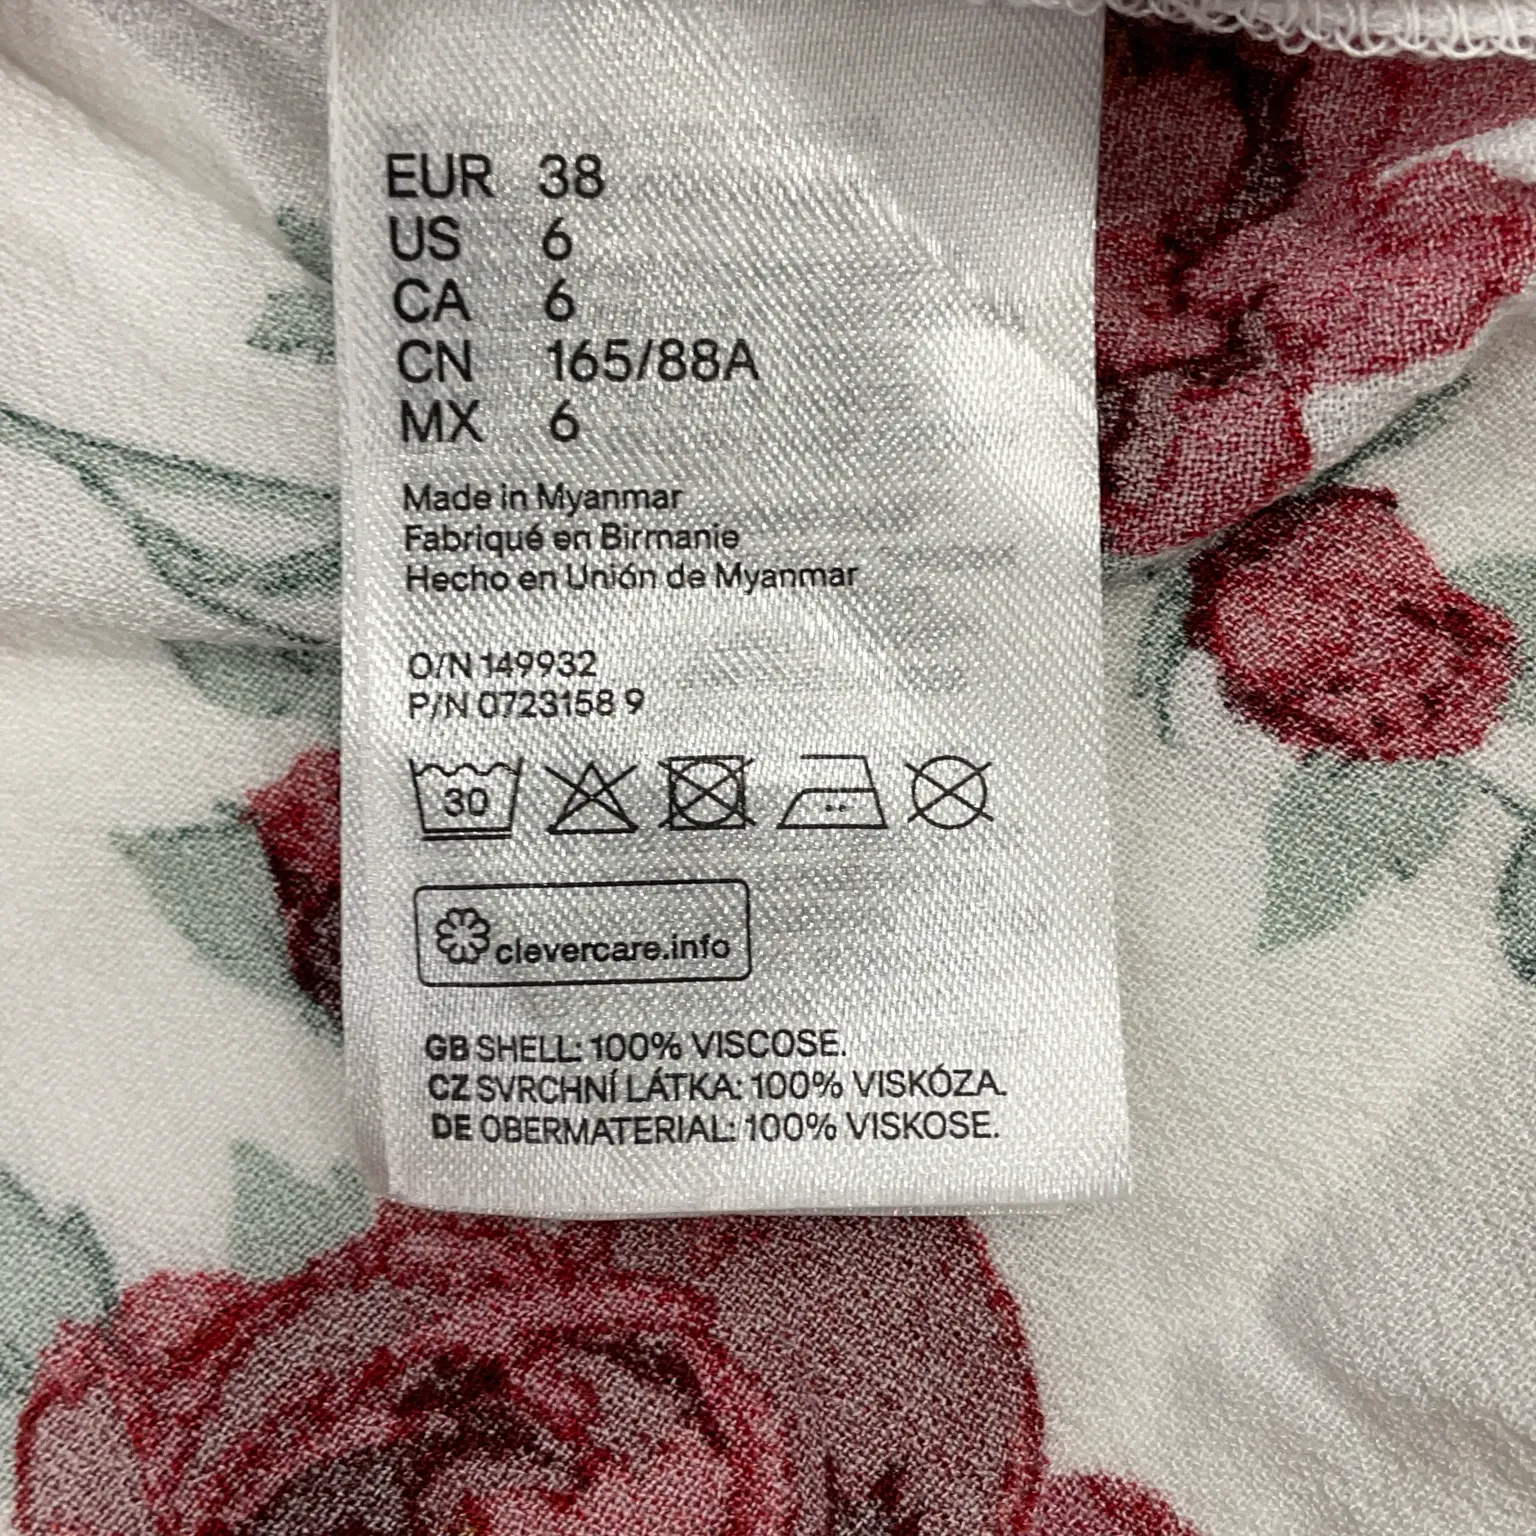 EUR 38
US 6
CA 6
CN 165/88A
MX 6
Made in Myanmar
Fabriqué en Birmanie
Hecho en Unión de Myanmar
O/N 149932
P/N 0723158 9
30
clevercare.info
GB SHELL: 100% VISCOSE.
CZ SVRCHNÍ LÁTKA: 100% VISKÓZA.
DE OBERMATERIAL: 100% VISKOSE.